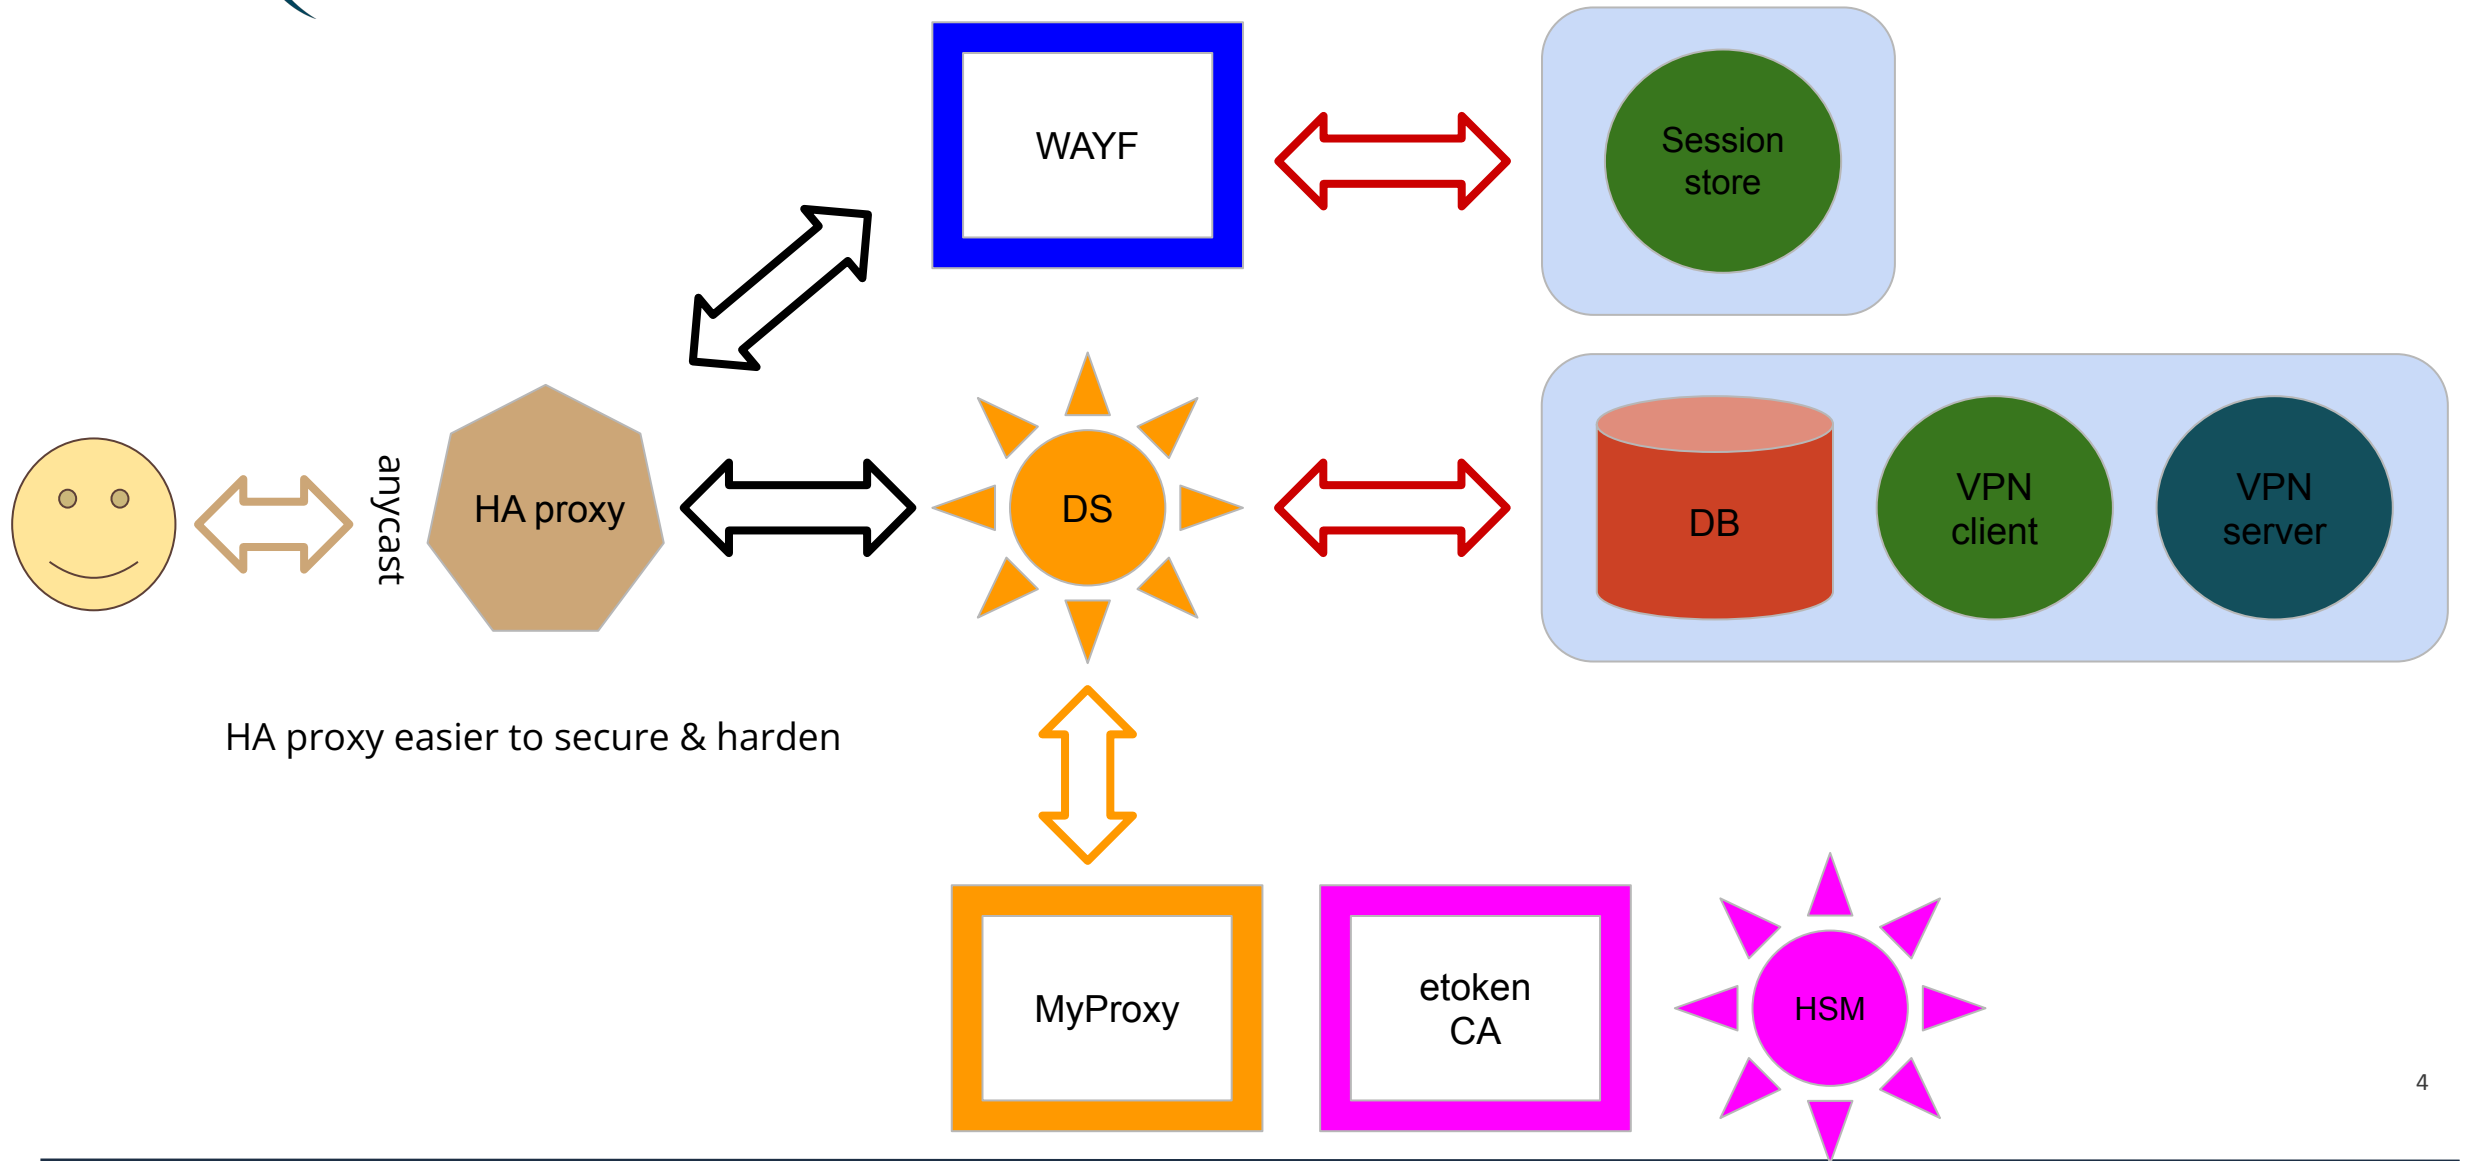 WAYF
Session
store
anycast
HA proxy
DS
DB
VPN
client
VPN
server
HA proxy easier to secure & harden
MyProxy
etoken
CA
HSM
4